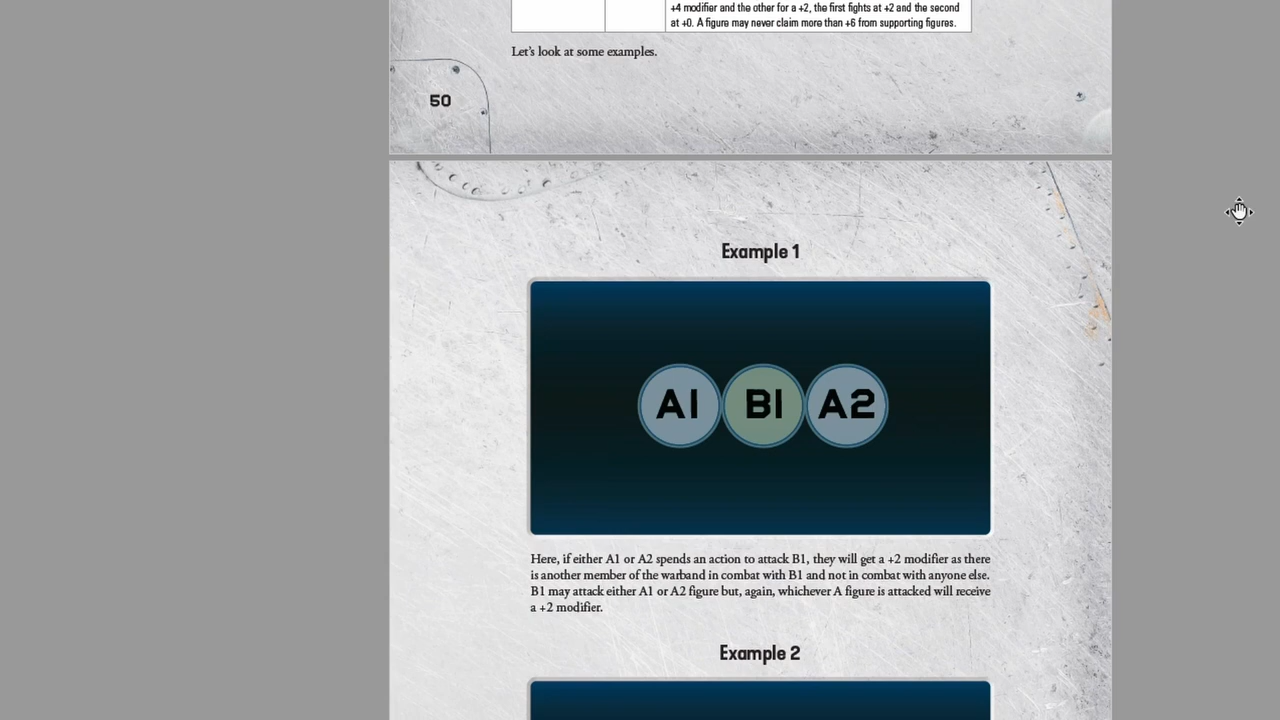 +4 modifier and the other for a +2, the first fights at +2 and the second
at +0. A figure may never claim more than +6 from supporting figures.
Let's look at some examples.
50
Example 1
A1 B1 A2
Here, if either A1 or A2 spends an action to attack B1, they will get a +2 modifier as there
is another member of the warband in combat with B1 and not in combat with anyone else.
B1 may attack either A1 or A2 figure but, again, whichever A figure is attacked will receive
a +2 modifier.
Example 2